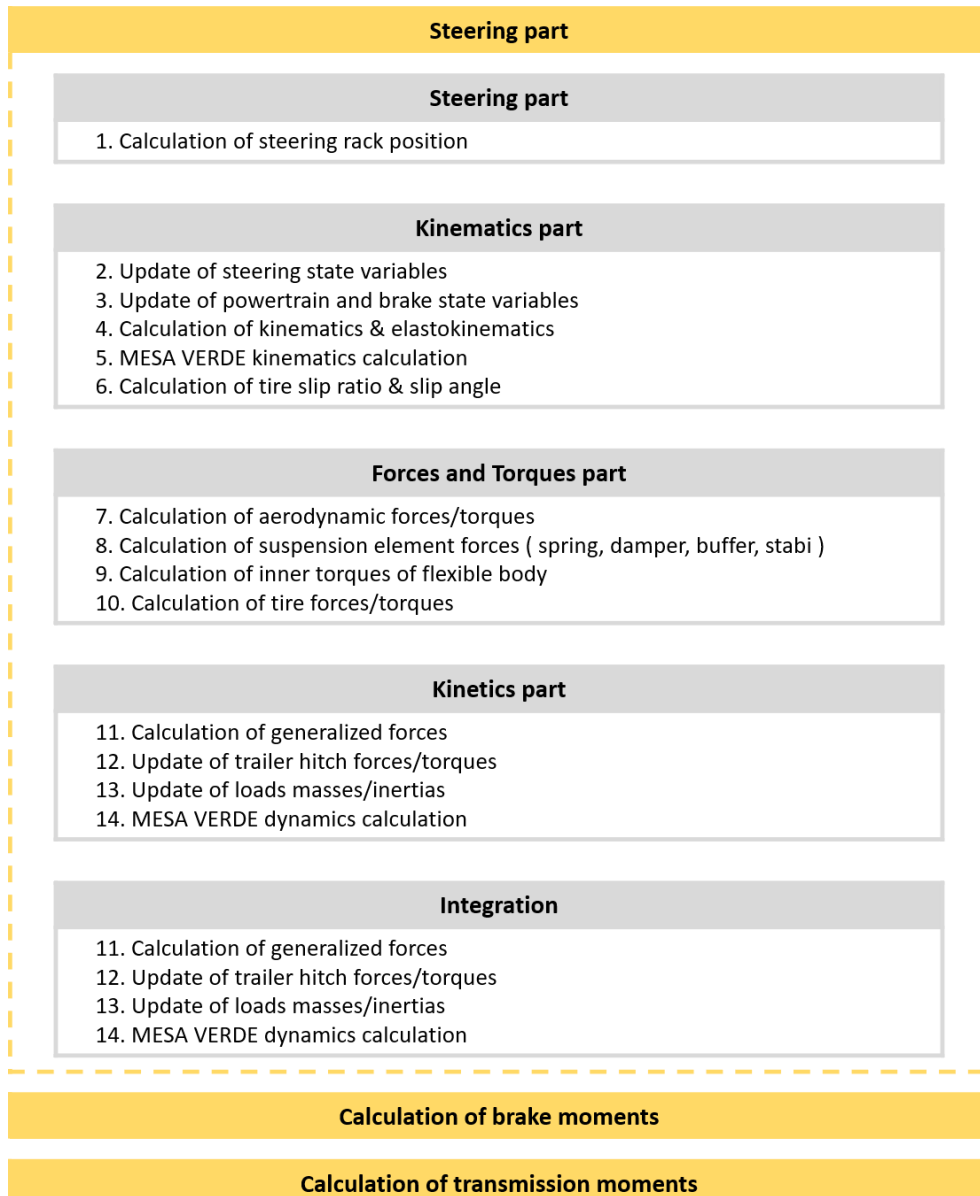 Steering part
Steering part
1. Calculation of steering rack position
Kinematics part
2. Update of steering state variables
3. Update of powertrain and brake state variables
4. Calculation of kinematics & elastokinematics
5. MESA VERDE kinematics calculation
6. Calculation of tire slip ratio & slip angle
Forces and Torques part
7. Calculation of aerodynamic forces/torques
8. Calculation of suspension element forces ( spring, damper, buffer, stabi )
9. Calculation of inner torques of flexible body
10. Calculation of tire forces/torques
Kinetics part
11. Calculation of generalized forces
12. Update of trailer hitch forces/torques
13. Update of loads masses/inertias
14. MESA VERDE dynamics calculation
Integration
11. Calculation of generalized forces
12. Update of trailer hitch forces/torques
13. Update of loads masses/inertias
14. MESA VERDE dynamics calculation
Calculation of brake moments
Calculation of transmission moments